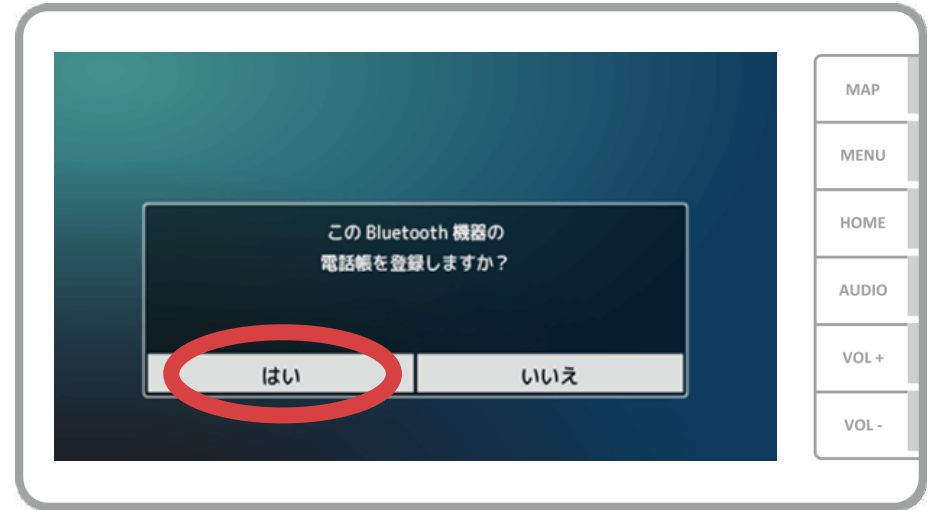 この Bluetooth 機器の
電話帳を登録しますか？
はい
いいえ
MAP
MENU
HOME
AUDIO
VOL +
VOL -